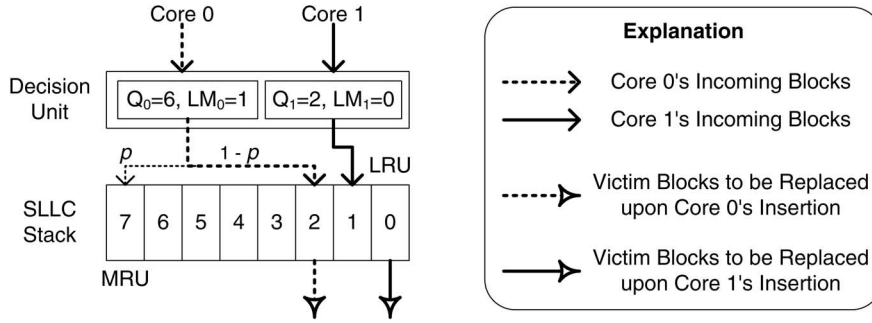 Core 0 Core 1
Decision Unit
Q₀=6, LM₀=1 Q₁=2, LM₁=0
p 1 - p LRU
SLLC Stack
7 6 5 4 3 2 1 0
MRU
Explanation
Core 0's Incoming Blocks
Core 1's Incoming Blocks
Victim Blocks to be Replaced
upon Core 0's Insertion
Victim Blocks to be Replaced
upon Core 1's Insertion